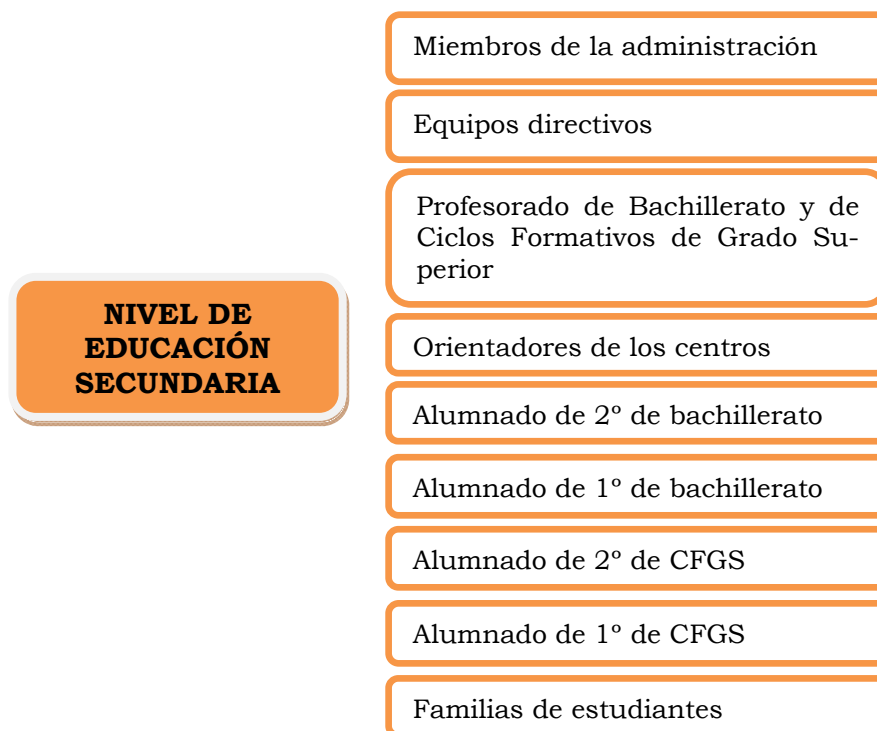 Miembros de la administración
Equipos directivos
Profesorado de Bachillerato y de
Ciclos Formativos de Grado Su-
perior
NIVEL DE
EDUCACIÓN
SECUNDARIA
Orientadores de los centros
Alumnado de 2º de bachillerato
Alumnado de 1º de bachillerato
Alumnado de 2º de CFGS
Alumnado de 1º de CFGS
Familias de estudiantes